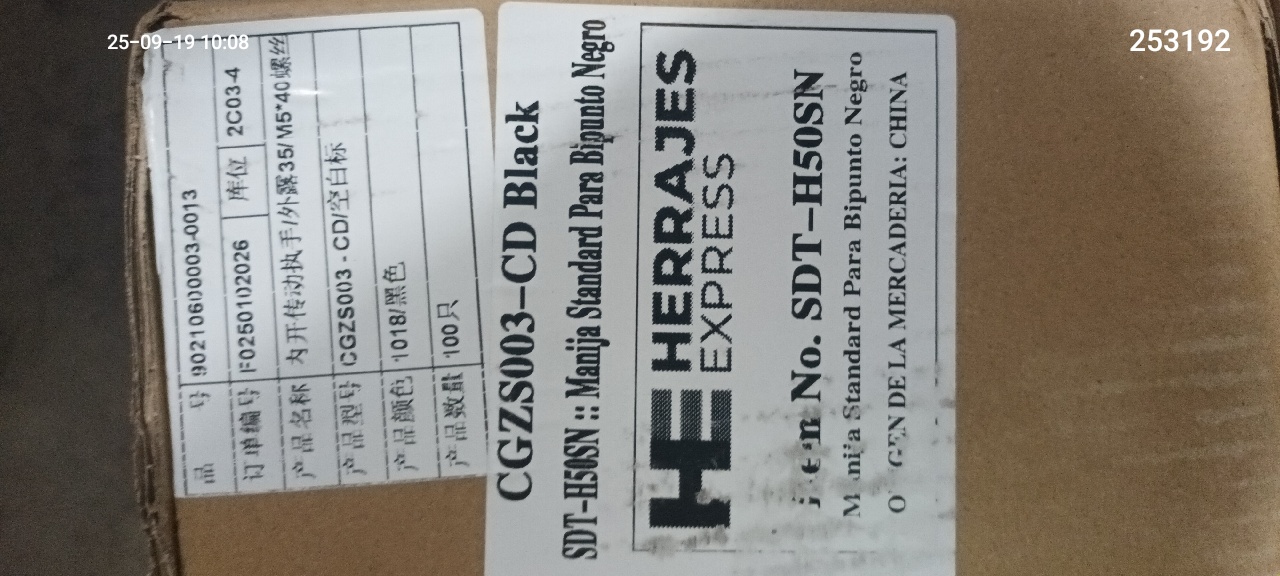 25-09-19 10:08
253192
品 号 90210600003-0013
订单编号 F0250102026 库位 2C03-4
产品名称 内开传动执手/外露35/M5*40螺丝
产品型号 CGZS003-CD/空白标
产品颜色 1018/黑色
产品数量 100只
CGZS003-CD Black
SDT-H50SN :: Manija Standard Para Bipunto Negro
HERRAJES
EXPRESS
Item No. SDT-H50SN
Manija Standard Para Bipunto Negro
ORIGEN DE LA MERCADERIA: CHINA